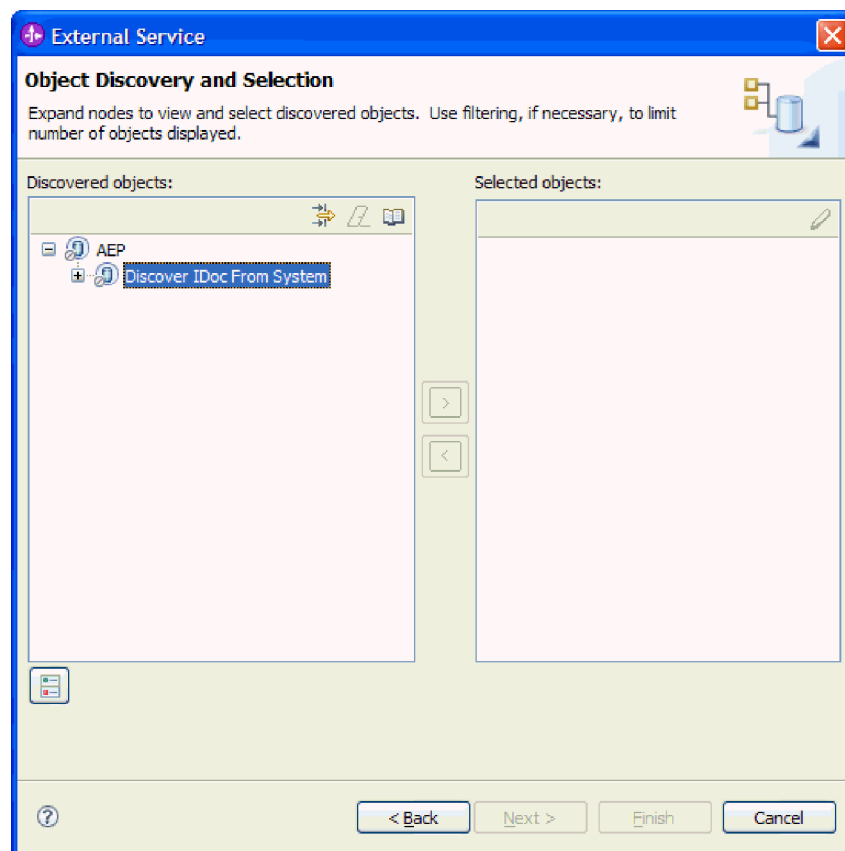 External Service
Object Discovery and Selection
Expand nodes to view and select discovered objects.  Use filtering, if necessary, to limit
number of objects displayed.
Discovered objects:
Selected objects:
AEP
Discover IDoc From System
>
<
< Back
Next >
Finish
Cancel